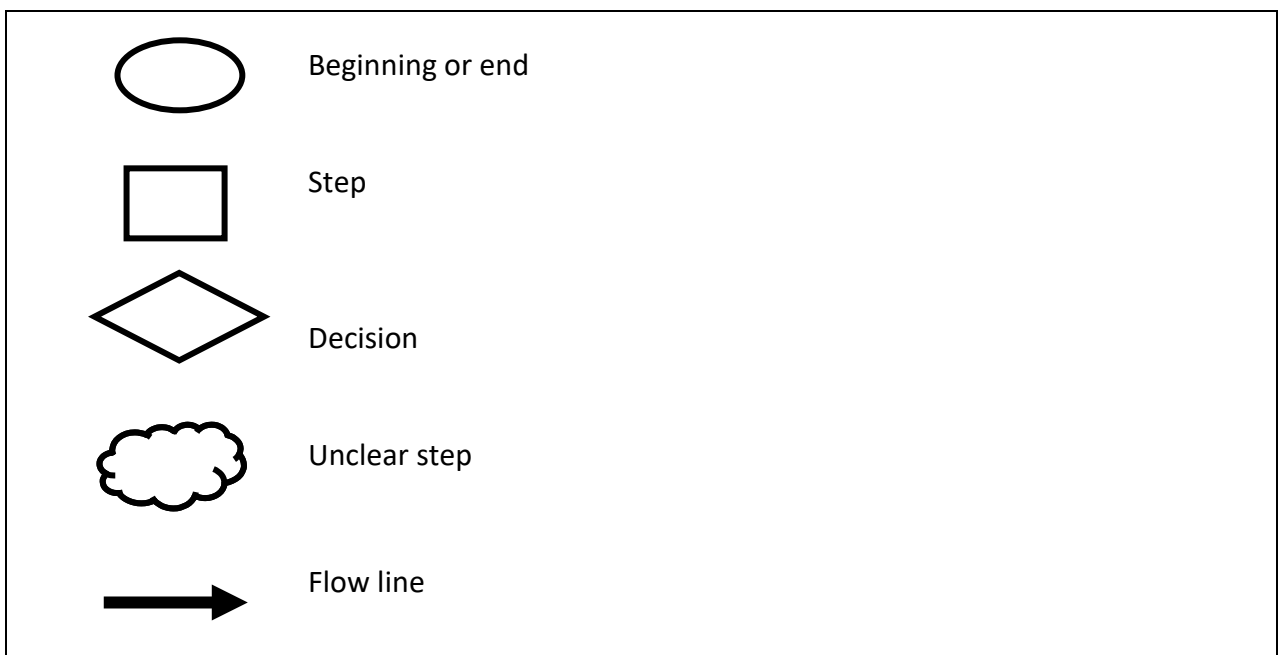 Beginning or end
Step
Decision
Unclear step
Flow line